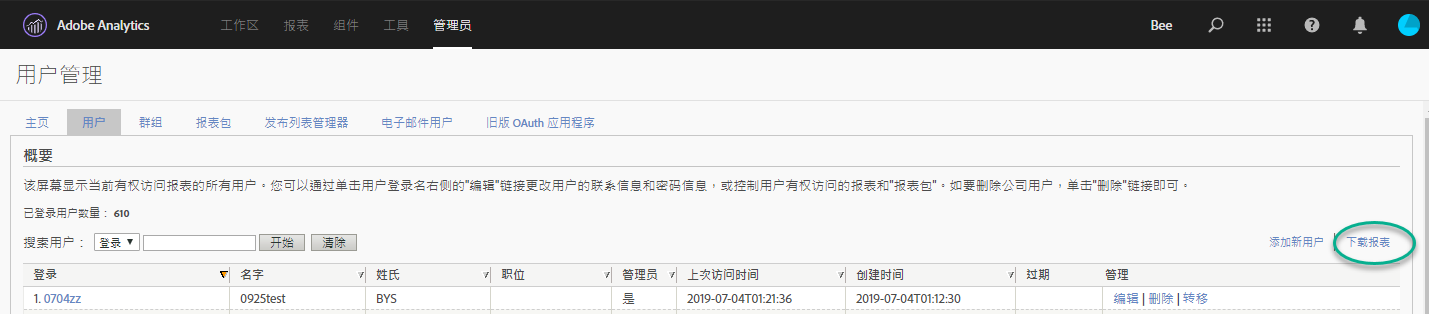 Adobe Analytics 工作区 报表 组件 工具 管理员 Bee
用户管理
主页 用户 群组 报表包 发布列表管理器 电子邮件用户 旧版 OAuth 应用程序
概要
该屏幕显示当前有权访问报表的所有用户。您可以通过单击用户登录名右侧的"编辑"链接更改用户的联系信息和密码信息，或控制用户有权访问的报表和"报表包"。如要删除公司用户，单击"删除"链接即可。
已登录用户数量： 610
搜索用户： 登录 ▼ 开始 清除 添加新用户 | 下载报表
登录 名字 姓氏 职位 管理员 上次访问时间 创建时间 过期 管理
1. 0704zz 0925test BYS 是 2019-07-04T01:21:36 2019-07-04T01:12:30 编辑 | 删除 | 转移